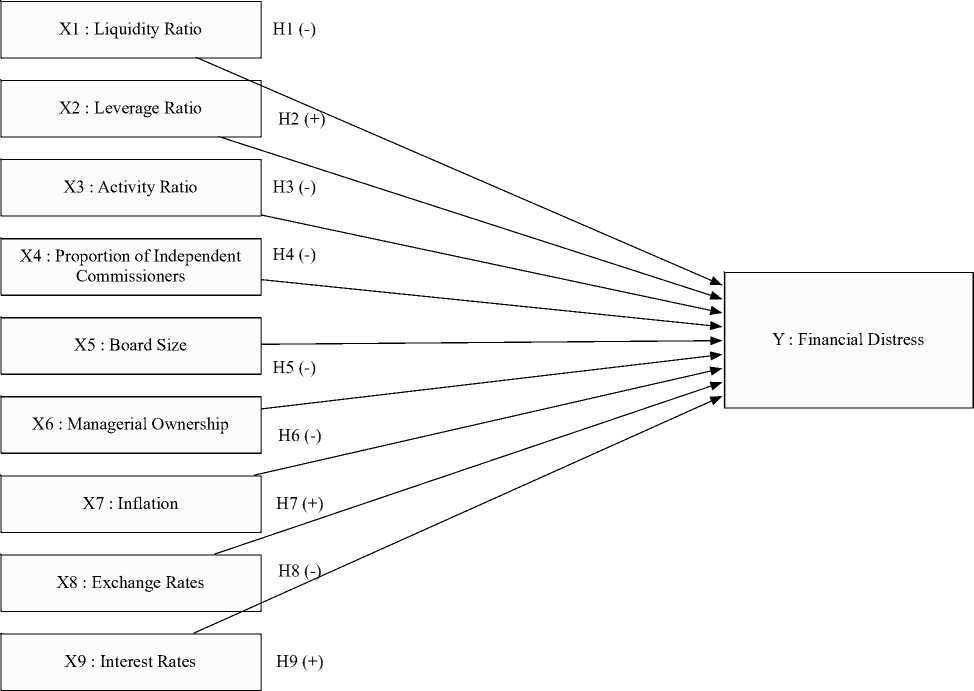 X1 : Liquidity Ratio
H1 (-)
X2 : Leverage Ratio
H2 (+)
X3 : Activity Ratio
H3 (-)
X4 : Proportion of Independent
Commissioners
H4 (-)
X5 : Board Size
H5 (-)
X6 : Managerial Ownership
H6 (-)
X7 : Inflation
H7 (+)
X8 : Exchange Rates
H8 (-)
X9 : Interest Rates
H9 (+)
Y : Financial Distress